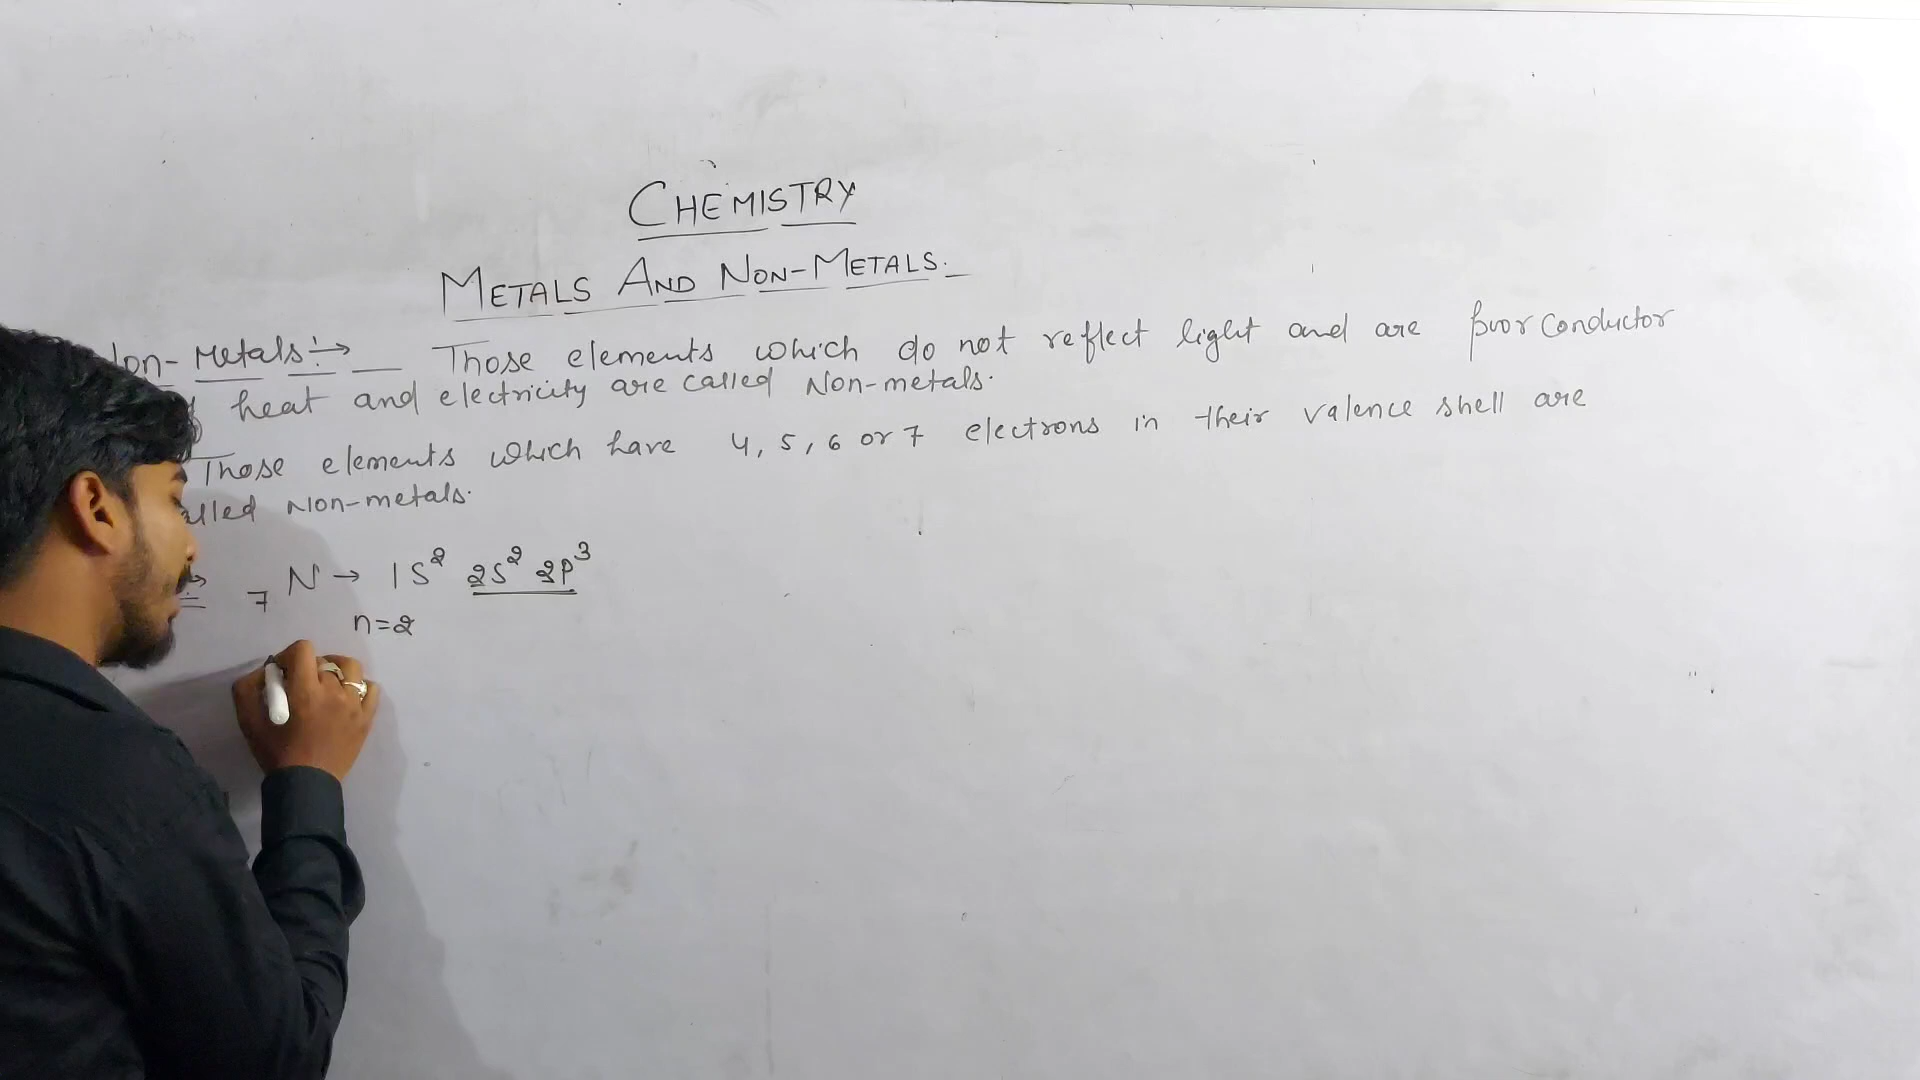 CHEMISTRY
METALS AND NON-METALS.
on-Metals:→ Those elements which do not reflect light and are poor conductor
f heat and electricity are called Non-metals.
Those elements which have 4, 5, 6 or 7 electrons in their valence shell are
alled Non-metals.
₇N → 1S² 2S² 2P³
n=2